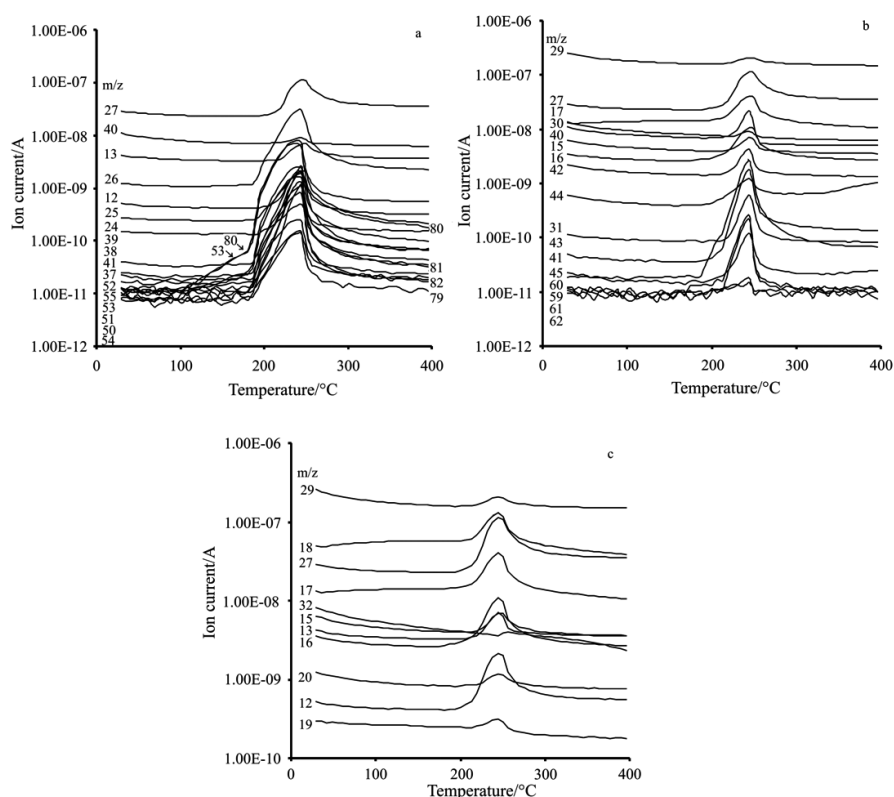 a
1.00E-06
1.00E-07
1.00E-08
1.00E-09
1.00E-10
1.00E-11
1.00E-12
Ion current/A
m/z
27
40
13
26
12
25
24
39
38
41
37
52
55
53
51
50
54
80
53
80
81
82
79
0
100
200
300
400
Temperature/°C
b
1.00E-06
1.00E-07
1.00E-08
1.00E-09
1.00E-10
1.00E-11
1.00E-12
Ion current/A
m/z
29
27
17
30
40
15
16
42
44
31
43
41
45
60
59
61
62
0
100
200
300
400
Temperature/°C
c
1.00E-06
1.00E-07
1.00E-08
1.00E-09
1.00E-10
Ion current/A
m/z
29
18
27
17
32
15
13
16
20
12
19
0
100
200
300
400
Temperature/°C